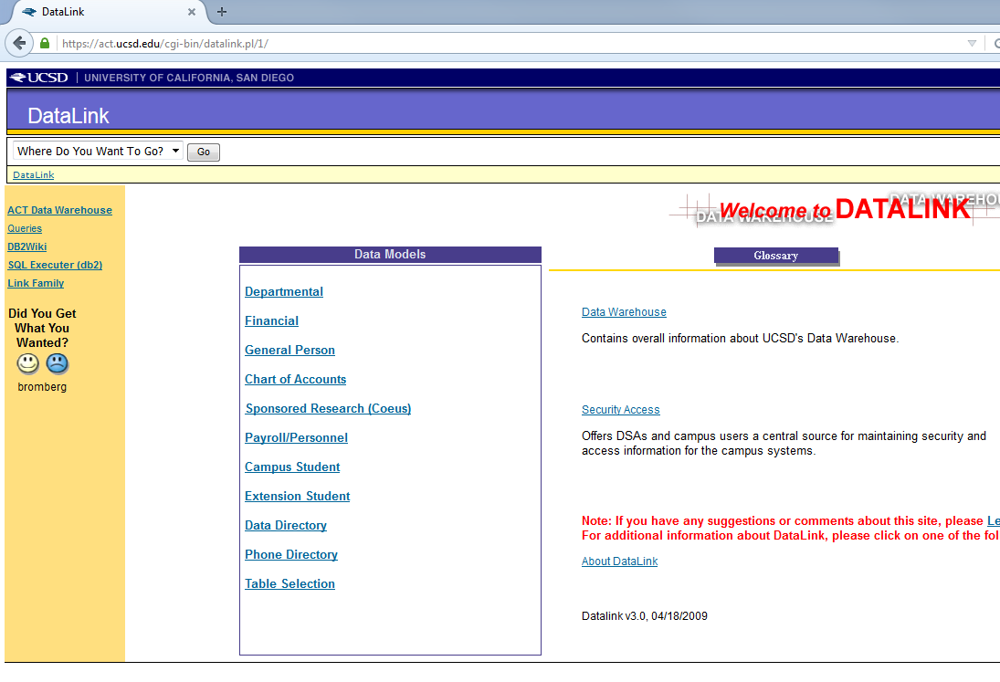 DataLink
https://act.ucsd.edu/cgi-bin/datalink.pl/1/
UCSD UNIVERSITY OF CALIFORNIA, SAN DIEGO
DataLink
Where Do You Want To Go? Go
DataLink
ACT Data Warehouse
Queries
DB2Wiki
SQL Executer (db2)
Link Family
Did You Get
What You
Wanted?
bromberg
DATA WAREHOUSE
DATA WAREHO
Welcome to DATALINK
Data Models
Departmental
Financial
General Person
Chart of Accounts
Sponsored Research (Coeus)
Payroll/Personnel
Campus Student
Extension Student
Data Directory
Phone Directory
Table Selection
Glossary
Data Warehouse
Contains overall information about UCSD's Data Warehouse.
Security Access
Offers DSAs and campus users a central source for maintaining security and
access information for the campus systems.
Note: If you have any suggestions or comments about this site, please Le
For additional information about DataLink, please click on one of the fol
About DataLink
Datalink v3.0, 04/18/2009